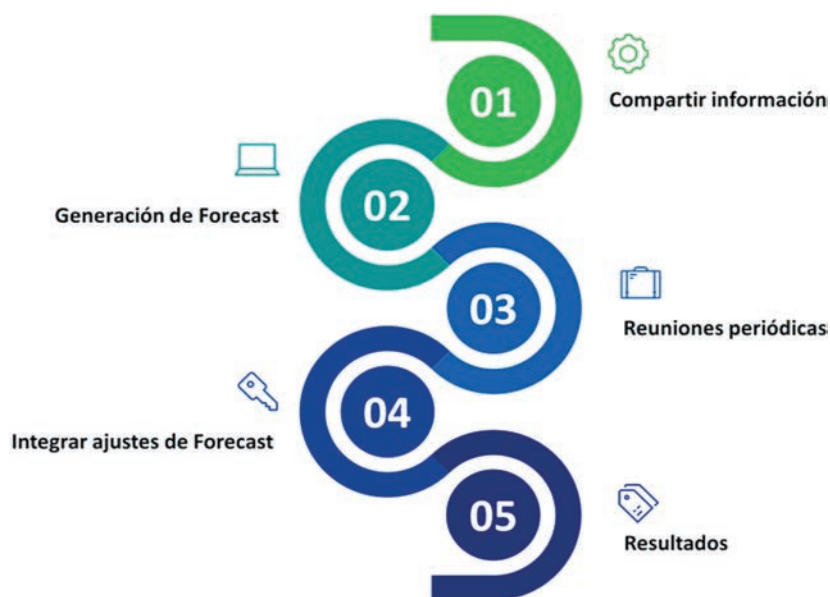 01
Compartir información
02
Generación de Forecast
03
Reuniones periódicas
04
Integrar ajustes de Forecast
05
Resultados